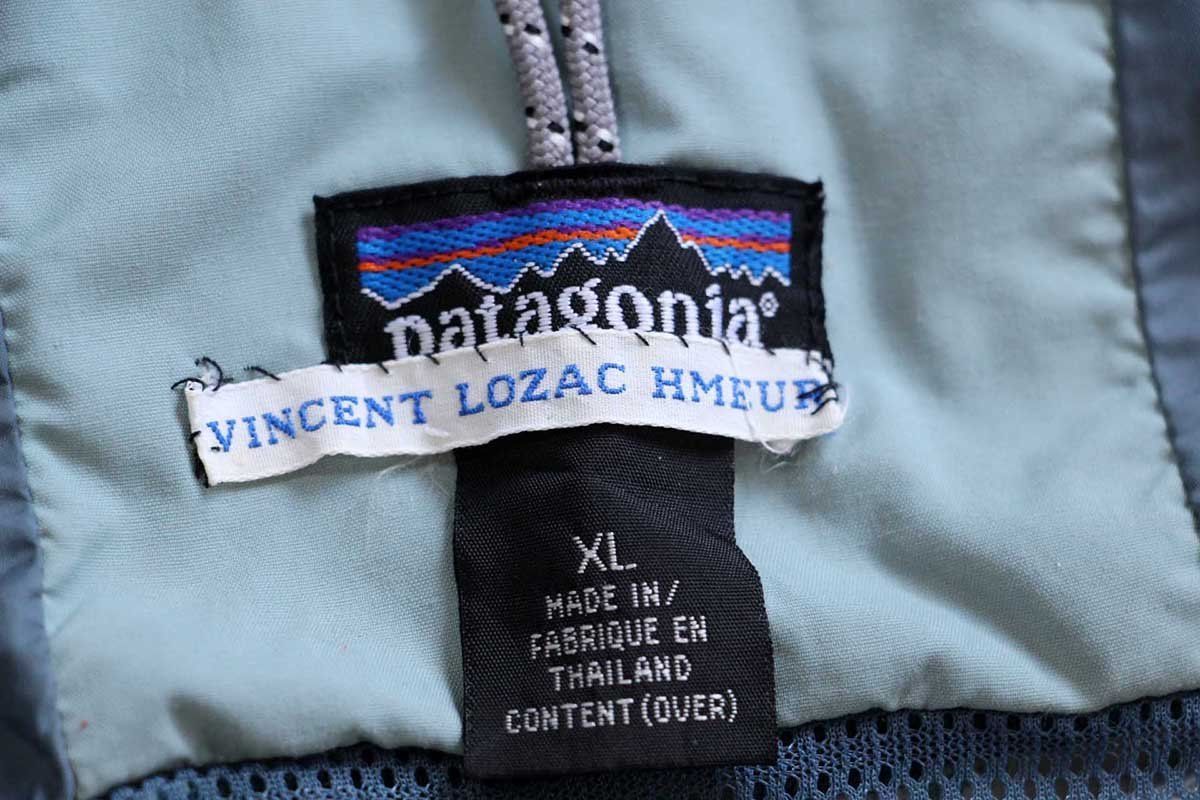 patagonia®
VINCENT LOZAC HMEUR
XL
MADE IN/
FABRIQUE EN
THAILAND
CONTENT (OVER)